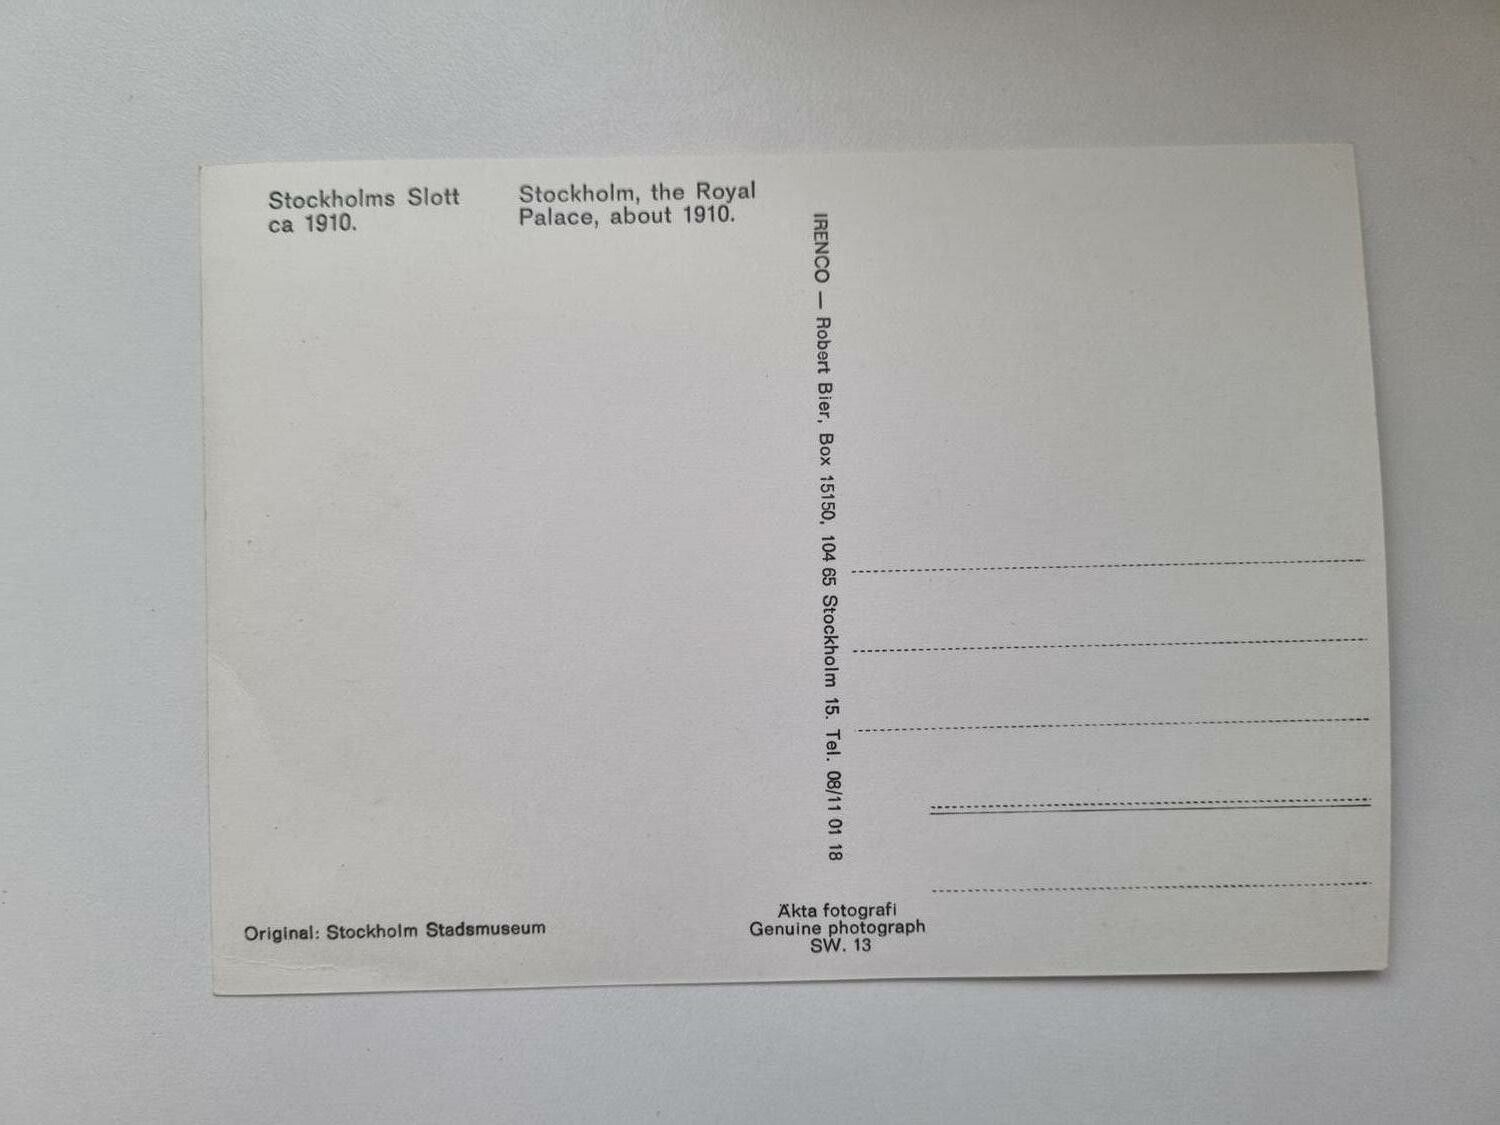 Stockholms Slott
ca 1910.
Stockholm, the Royal
Palace, about 1910.
IRENCO — Robert Bier, Box 15150, 104 65 Stockholm 15. Tel. 08/11 01 18
Original: Stockholm Stadsmuseum
Äkta fotografi
Genuine photograph
SW. 13